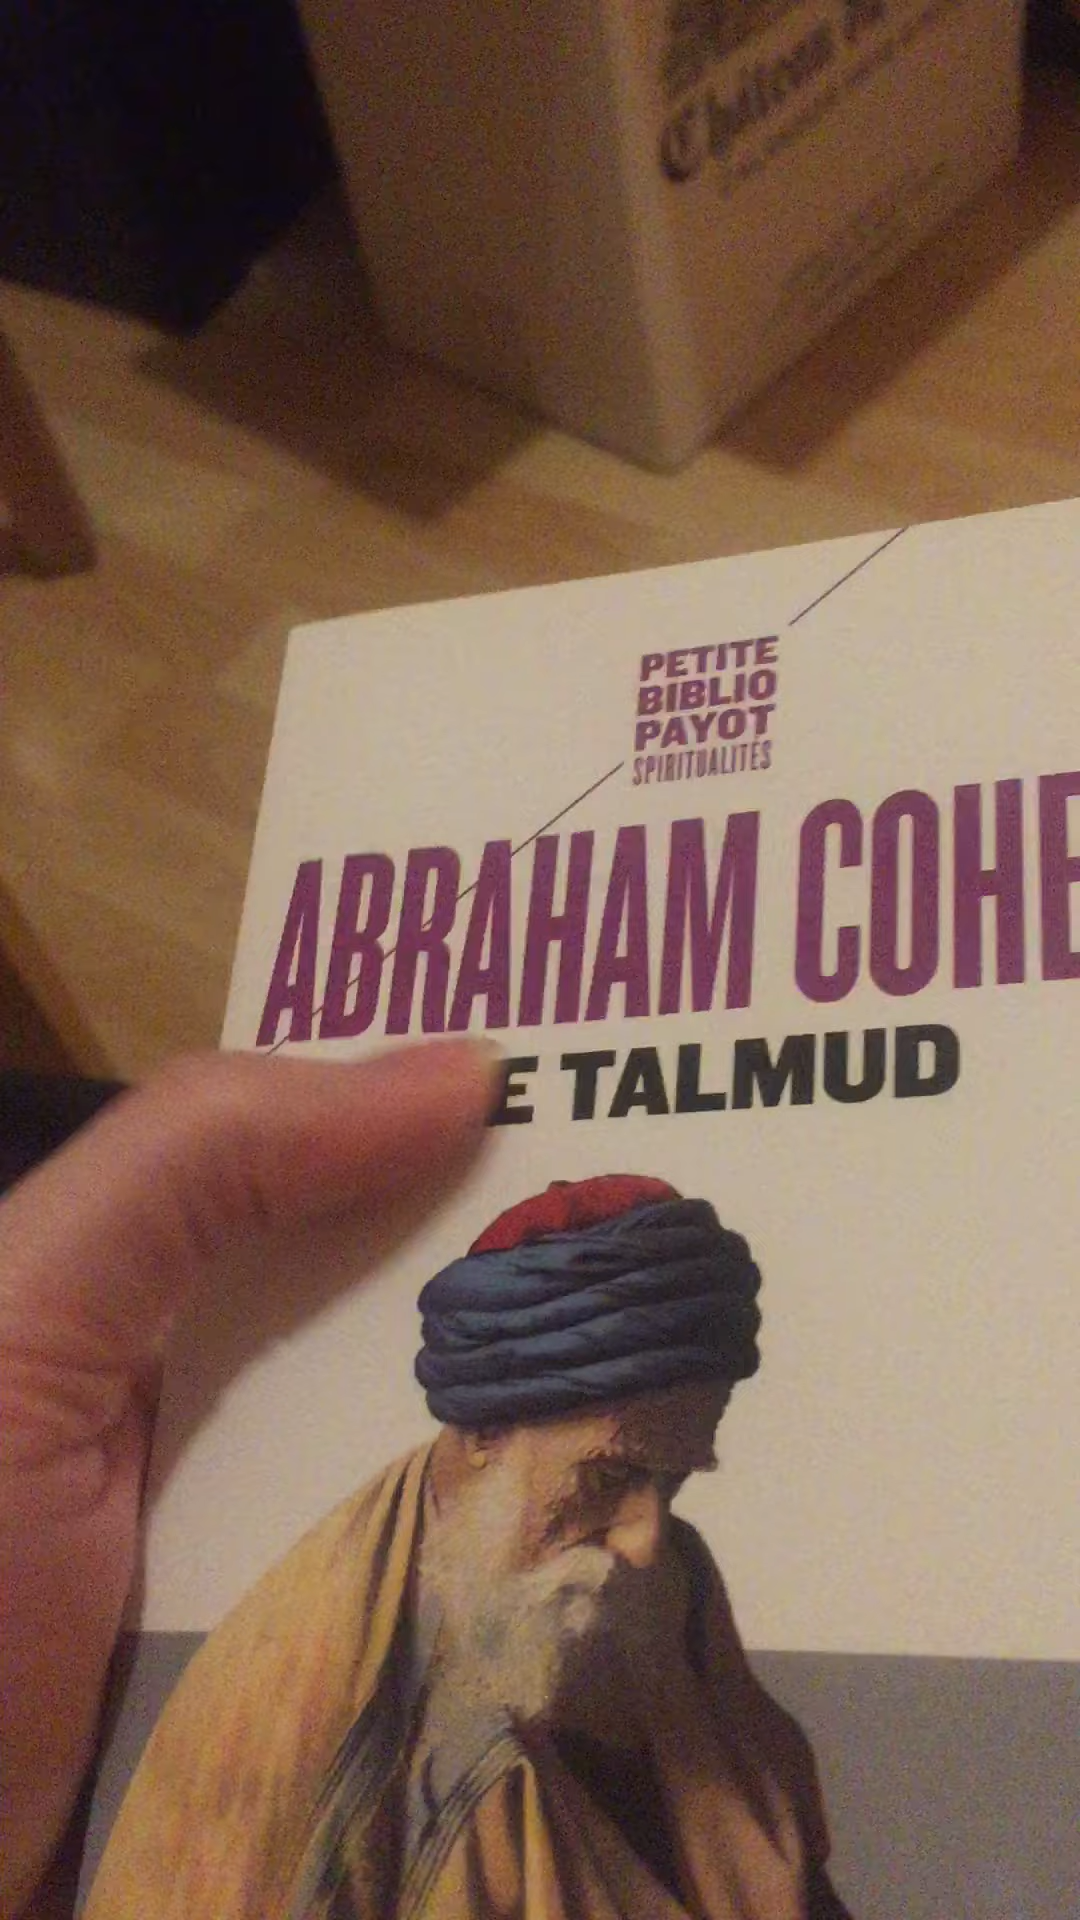 PETITE
BIBLIO
PAYOT
SPIRITUALITÉS
ABRAHAM COHE
E TALMUD